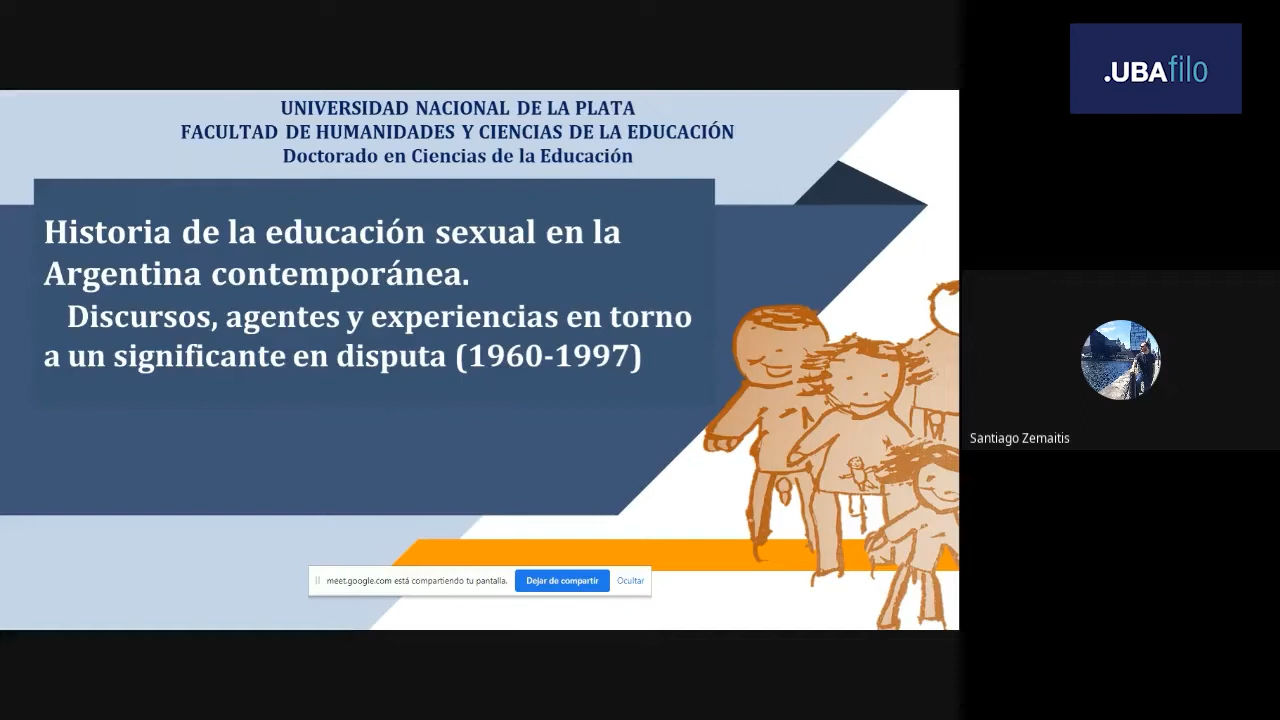 UNIVERSIDAD NACIONAL DE LA PLATA
FACULTAD DE HUMANIDADES Y CIENCIAS DE LA EDUCACIÓN
Doctorado en Ciencias de la Educación
Historia de la educación sexual en la
Argentina contemporánea.
Discursos, agentes y experiencias en torno
a un significante en disputa (1960-1997)
meet.google.com está compartiendo tu pantalla. Dejar de compartir Ocultar
.UBAfilo
Santiago Zemaitis